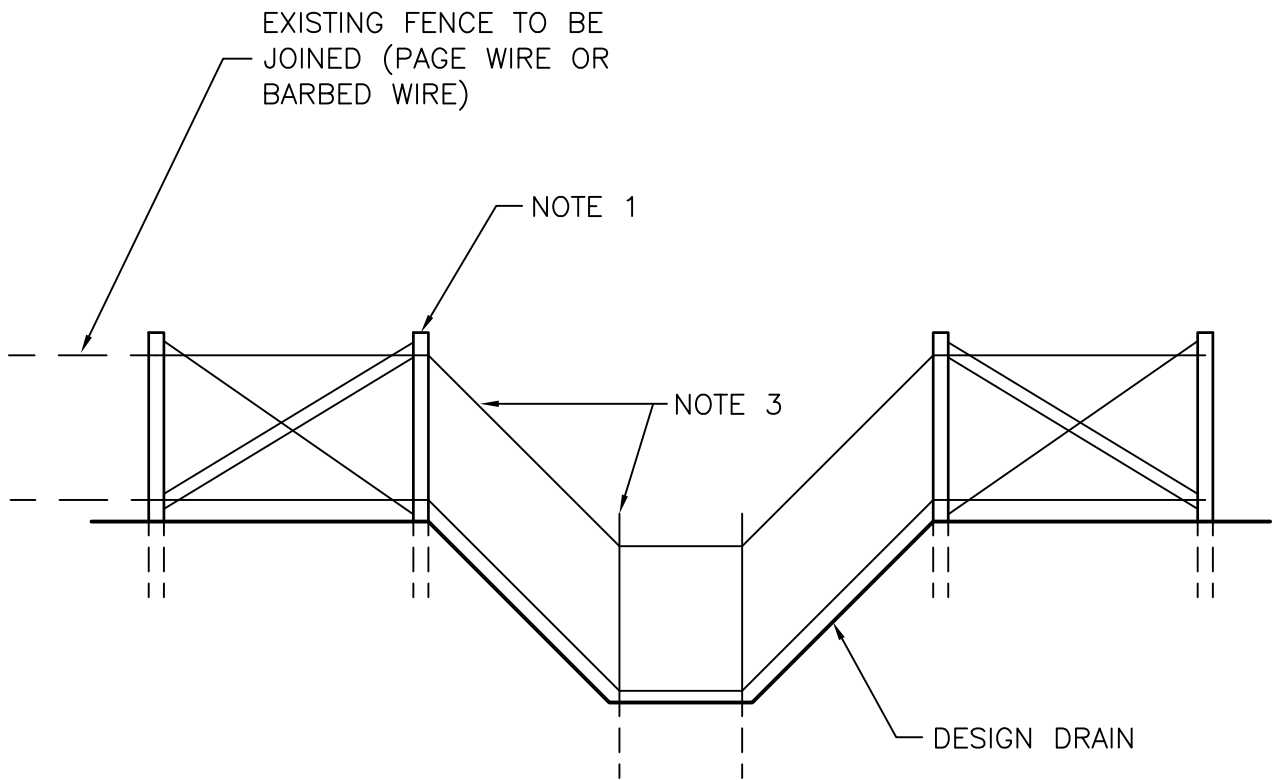 EXISTING FENCE TO BE
JOINED (PAGE WIRE OR
BARBED WIRE)
NOTE 1
NOTE 3
DESIGN DRAIN